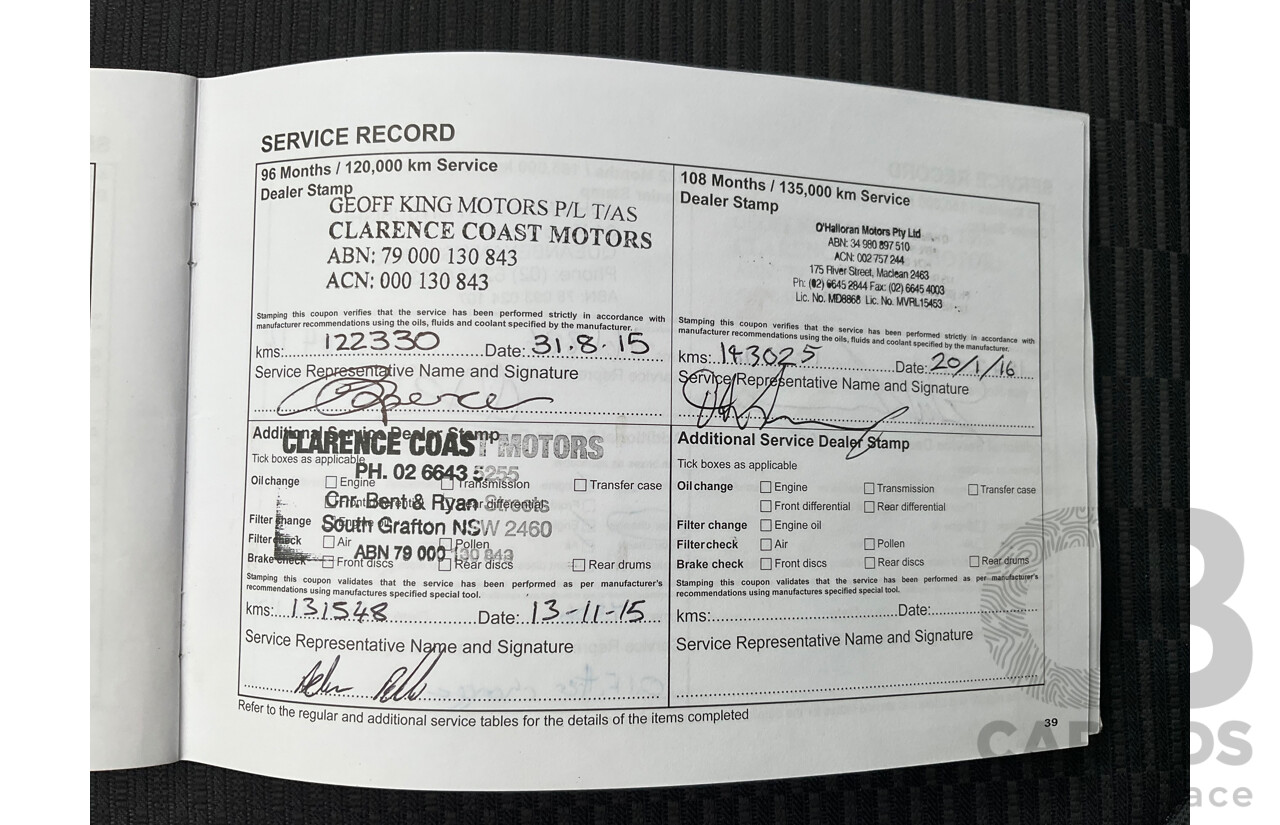 SERVICE RECORD
96 Months / 120,000 km Service
Dealer Stamp
GEOFF KING MOTORS P/L T/AS
CLARENCE COAST MOTORS
ABN: 79 000 130 843
ACN: 000 130 843
Stamping this coupon verifies that the service has been performed strictly in accordance with
manufacturer recommendations using the oils, fluids and coolant specified by the manufacturer.
kms: 122330 Date: 31.8.15
Service Representative Name and Signature
108 Months / 135,000 km Service
Dealer Stamp
O'Halloran Motors Pty Ltd
ABN: 34 980 897 510
ACN: 002 757 244
175 River Street, Maclean 2463
Ph: (02) 6645 2844 Fax: (02) 6645 4003
Lic. No. MD8868 Lic. No. MVRL15453
Stamping this coupon verifies that the service has been performed strictly in accordance with
manufacturer recommendations using the oils, fluids and coolant specified by the manufacturer.
kms: 143025 Date: 20/1/16
Service Representative Name and Signature
Additional Service Dealer Stamp
CLARENCE COAST MOTORS
Tick boxes as applicable
PH. 02 6643 5255
Oil change Engine Transmission Transfer case
Front differential Rear differential
Cnr. Bent & Ryan Streets
Filter change Engine oil
South Grafton NSW 2460
Filter check Air Pollen
ABN 79 000 130 843
Brake check Front discs Rear discs Rear drums
Stamping this coupon validates that the service has been performed as per manufacturer's
recommendations using manufactures specified special tool.
kms: 131548 Date: 13-11-15
Service Representative Name and Signature
Additional Service Dealer Stamp
Tick boxes as applicable
Oil change Engine Transmission Transfer case
Front differential Rear differential
Filter change Engine oil
Filter check Air Pollen
Brake check Front discs Rear discs Rear drums
Stamping this coupon validates that the service has been performed as per manufacturer's
recommendations using manufactures specified special tool.
kms: Date:
Service Representative Name and Signature
Refer to the regular and additional service tables for the details of the items completed
39